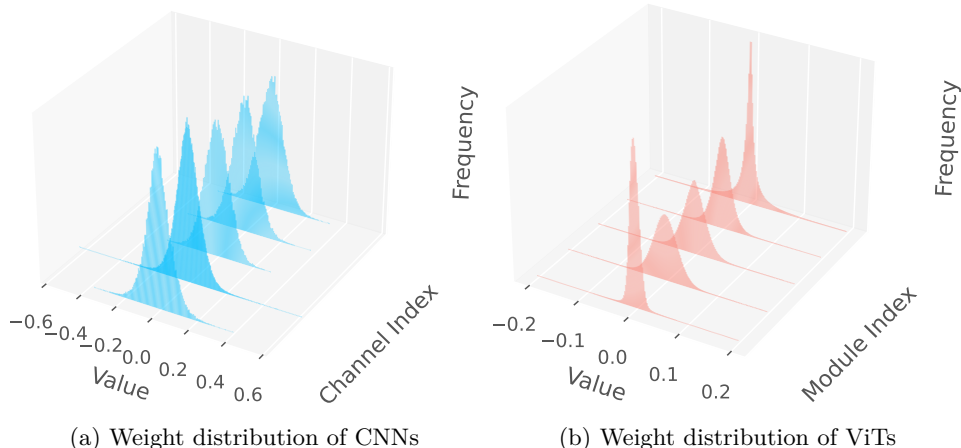 Frequency
−0.6
−0.4
−0.2
0.0
0.2
0.4
0.6
Value
Channel Index
(a) Weight distribution of CNNs
Frequency
−0.2
−0.1
0.0
0.1
0.2
Value
Module Index
(b) Weight distribution of ViTs